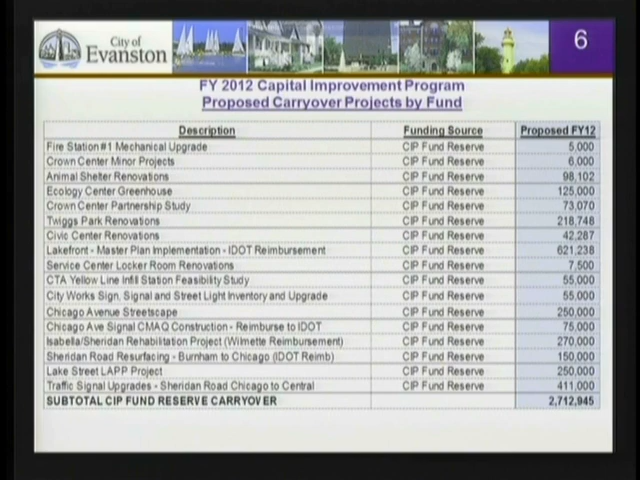 City of
Evanston
6
FY 2012 Capital Improvement Program
Proposed Carryover Projects by Fund
Description Funding Source Proposed FY12
Fire Station #1 Mechanical Upgrade CIP Fund Reserve 5,000
Crown Center Minor Projects CIP Fund Reserve 6,000
Animal Shelter Renovations CIP Fund Reserve 98,102
Ecology Center Greenhouse CIP Fund Reserve 125,000
Crown Center Partnership Study CIP Fund Reserve 73,070
Twiggs Park Renovations CIP Fund Reserve 218,748
Civic Center Renovations CIP Fund Reserve 42,287
Lakefront - Master Plan Implementation - IDOT Reimbursement CIP Fund Reserve 621,238
Service Center Locker Room Renovations CIP Fund Reserve 7,500
CTA Yellow Line Infill Station Feasibility Study CIP Fund Reserve 55,000
City Works Sign, Signal and Street Light Inventory and Upgrade CIP Fund Reserve 55,000
Chicago Avenue Streetscape CIP Fund Reserve 250,000
Chicago Ave Signal CMAQ Construction - Reimburse to IDOT CIP Fund Reserve 75,000
Isabella/Sheridan Rehabilitation Project (Wilmette Reimbursement) CIP Fund Reserve 270,000
Sheridan Road Resurfacing - Burnham to Chicago (IDOT Reimb) CIP Fund Reserve 150,000
Lake Street LAPP Project CIP Fund Reserve 250,000
Traffic Signal Upgrades - Sheridan Road Chicago to Central CIP Fund Reserve 411,000
SUBTOTAL CIP FUND RESERVE CARRYOVER 2,712,945